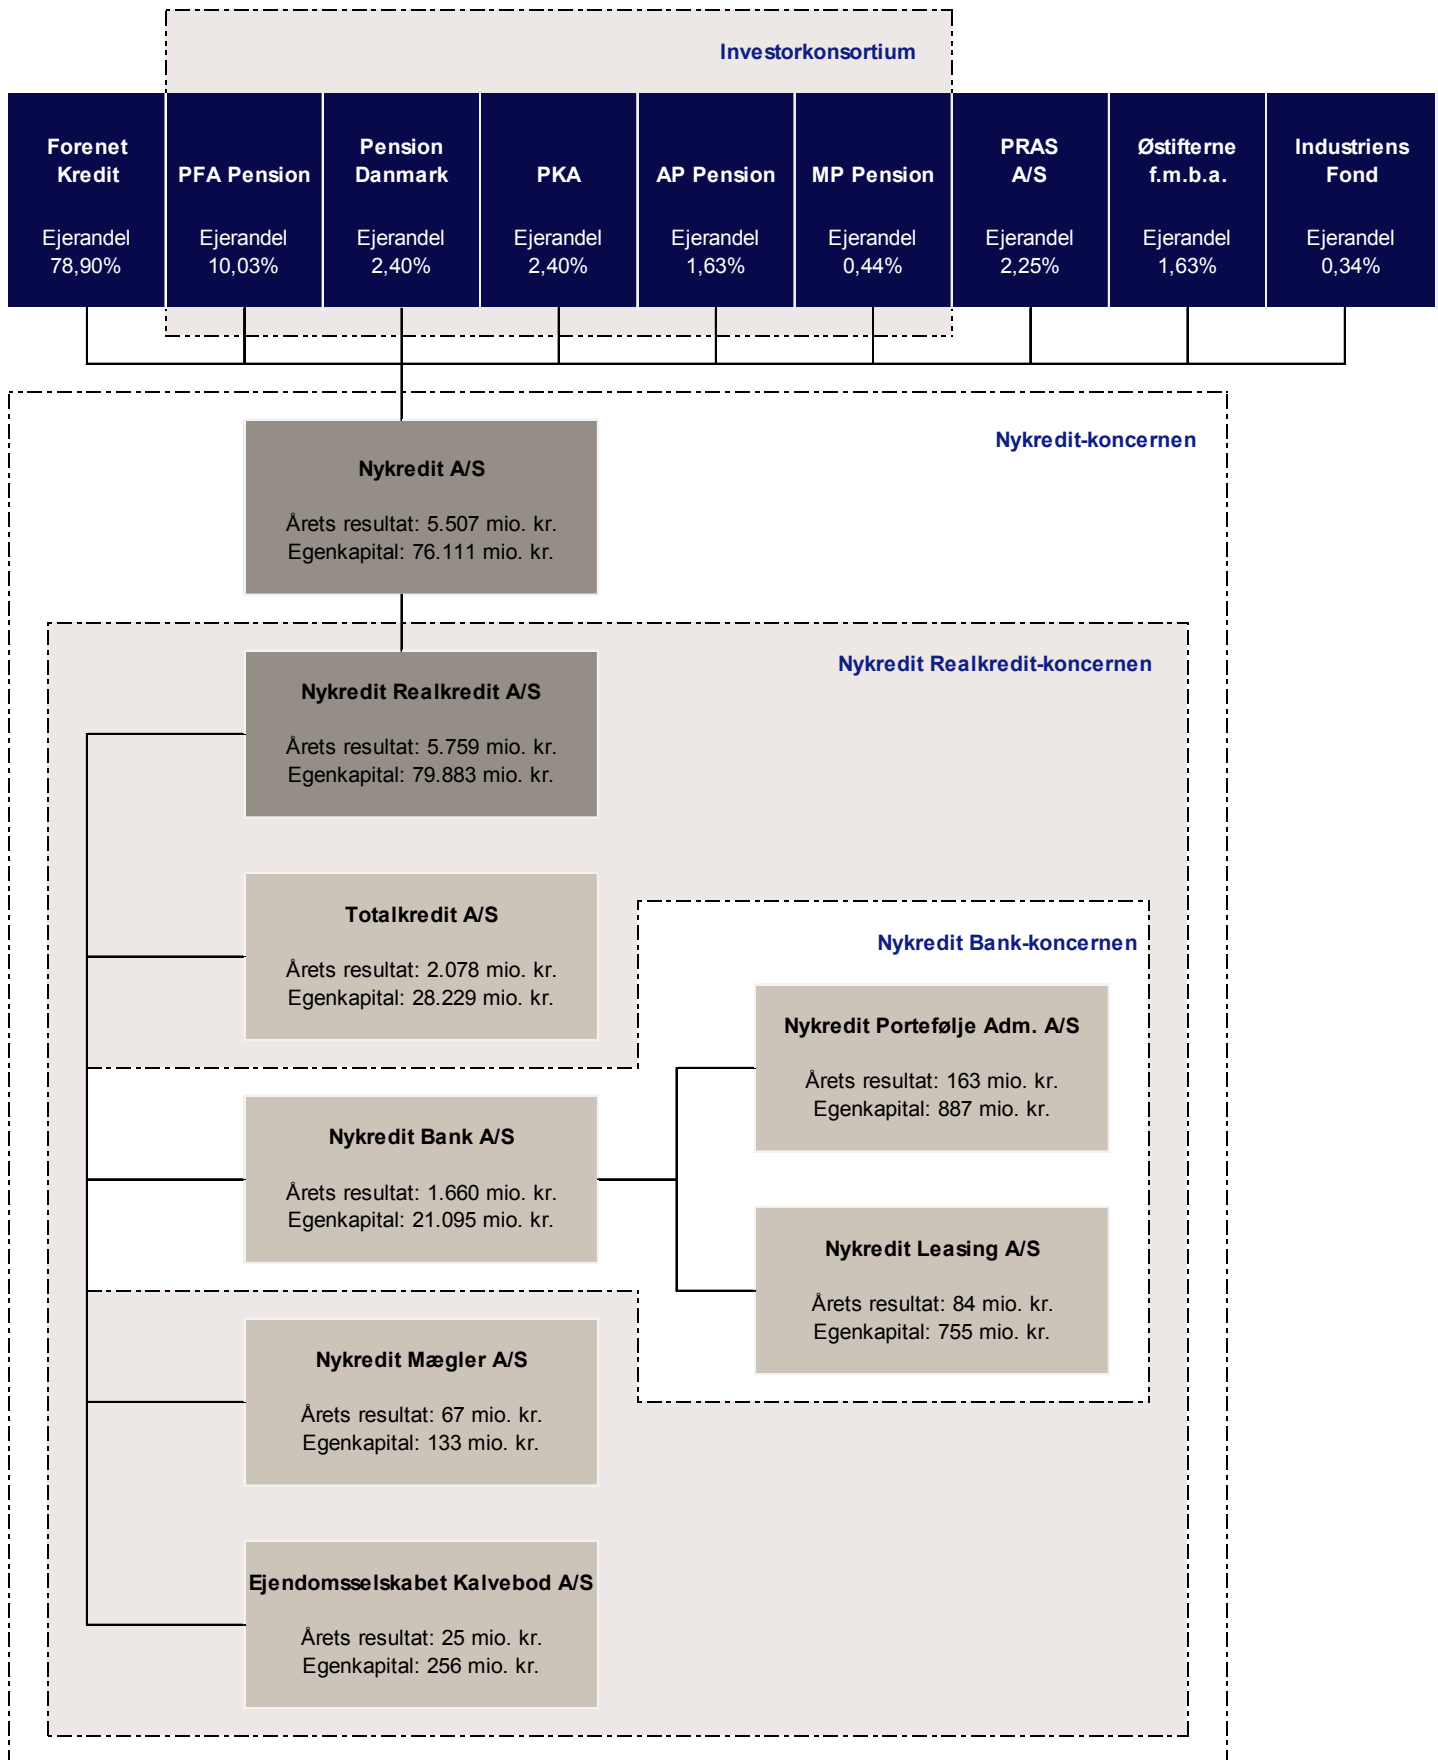 Investorkonsortium
Forenet
Kredit
Ejerandel
78,90%
PFA Pension
Ejerandel
10,03%
Pension
Danmark
Ejerandel
2,40%
PKA
Ejerandel
2,40%
AP Pension
Ejerandel
1,63%
MP Pension
Ejerandel
0,44%
PRAS
A/S
Ejerandel
2,25%
Østifterne
f.m.b.a.
Ejerandel
1,63%
Industriens
Fond
Ejerandel
0,34%
Nykredit-koncernen
Nykredit A/S
Årets resultat: 5.507 mio. kr.
Egenkapital: 76.111 mio. kr.
Nykredit Realkredit-koncernen
Nykredit Realkredit A/S
Årets resultat: 5.759 mio. kr.
Egenkapital: 79.883 mio. kr.
Totalkredit A/S
Årets resultat: 2.078 mio. kr.
Egenkapital: 28.229 mio. kr.
Nykredit Bank-koncernen
Nykredit Portefølje Adm. A/S
Årets resultat: 163 mio. kr.
Egenkapital: 887 mio. kr.
Nykredit Bank A/S
Årets resultat: 1.660 mio. kr.
Egenkapital: 21.095 mio. kr.
Nykredit Leasing A/S
Årets resultat: 84 mio. kr.
Egenkapital: 755 mio. kr.
Nykredit Mægler A/S
Årets resultat: 67 mio. kr.
Egenkapital: 133 mio. kr.
Ejendomsselskabet Kalvebod A/S
Årets resultat: 25 mio. kr.
Egenkapital: 256 mio. kr.